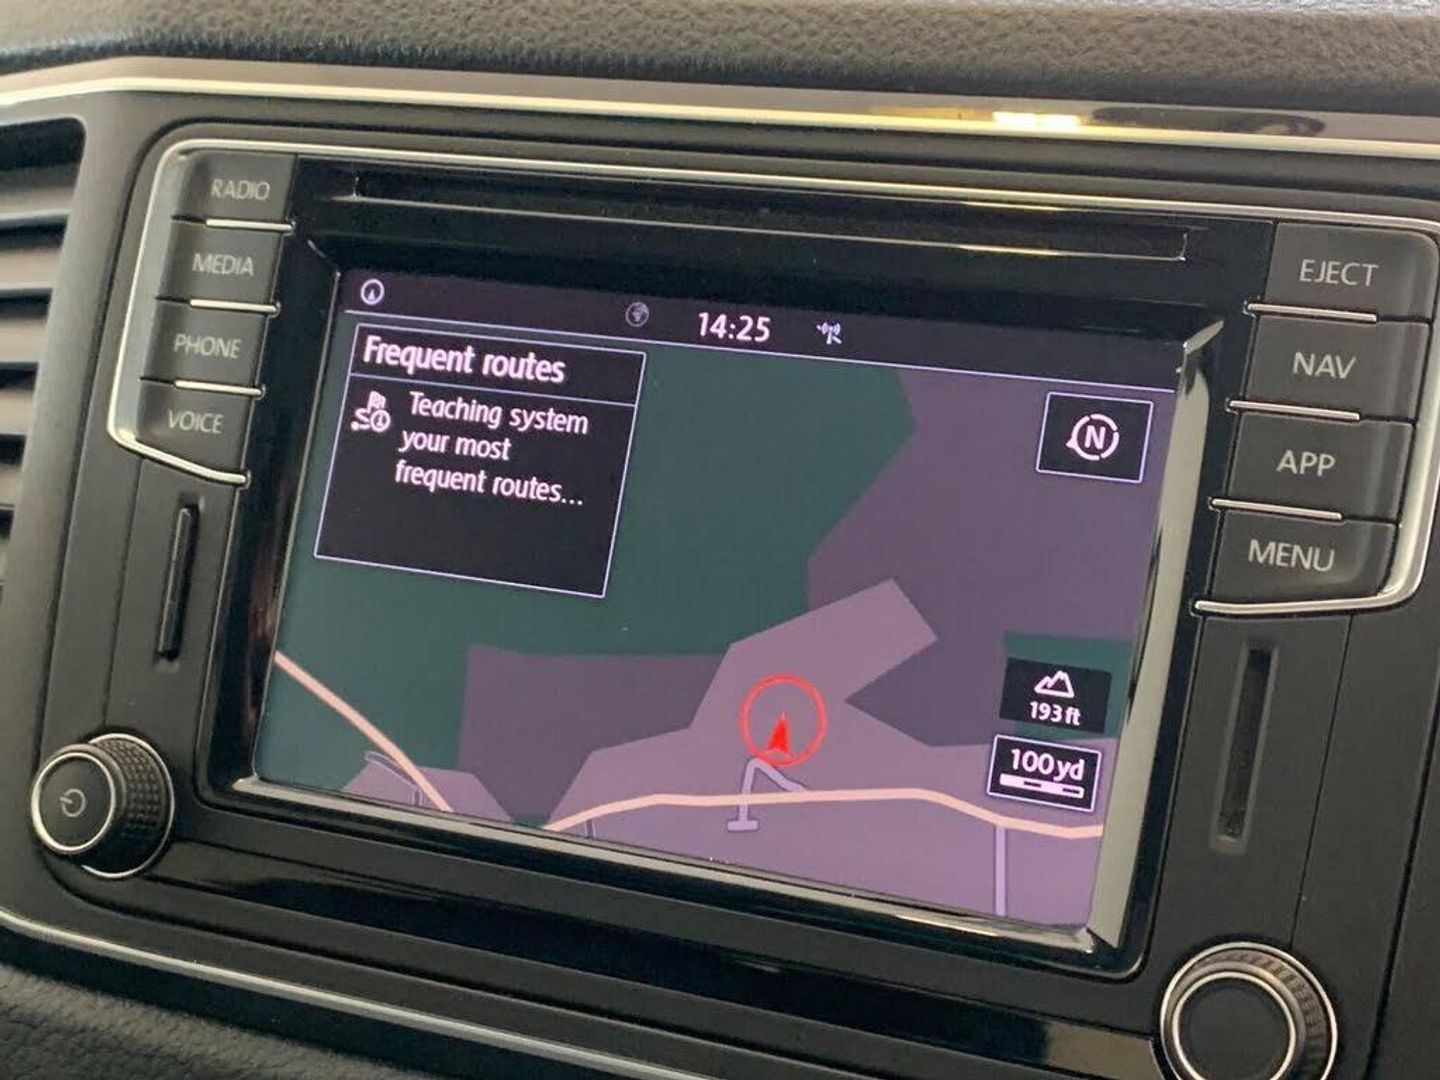 RADIO
MEDIA
PHONE
VOICE
14:25
Frequent routes
Teaching system
your most
frequent routes...
N
193 ft
100 yd
EJECT
NAV
APP
MENU